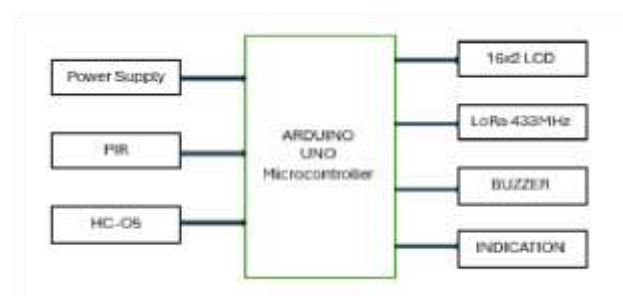 Power Supply
PIR
HC-05
ARDUINO
UNO
Microcontroller
16x2 LCD
LoRa 433MHz
BUZZER
INDICATION